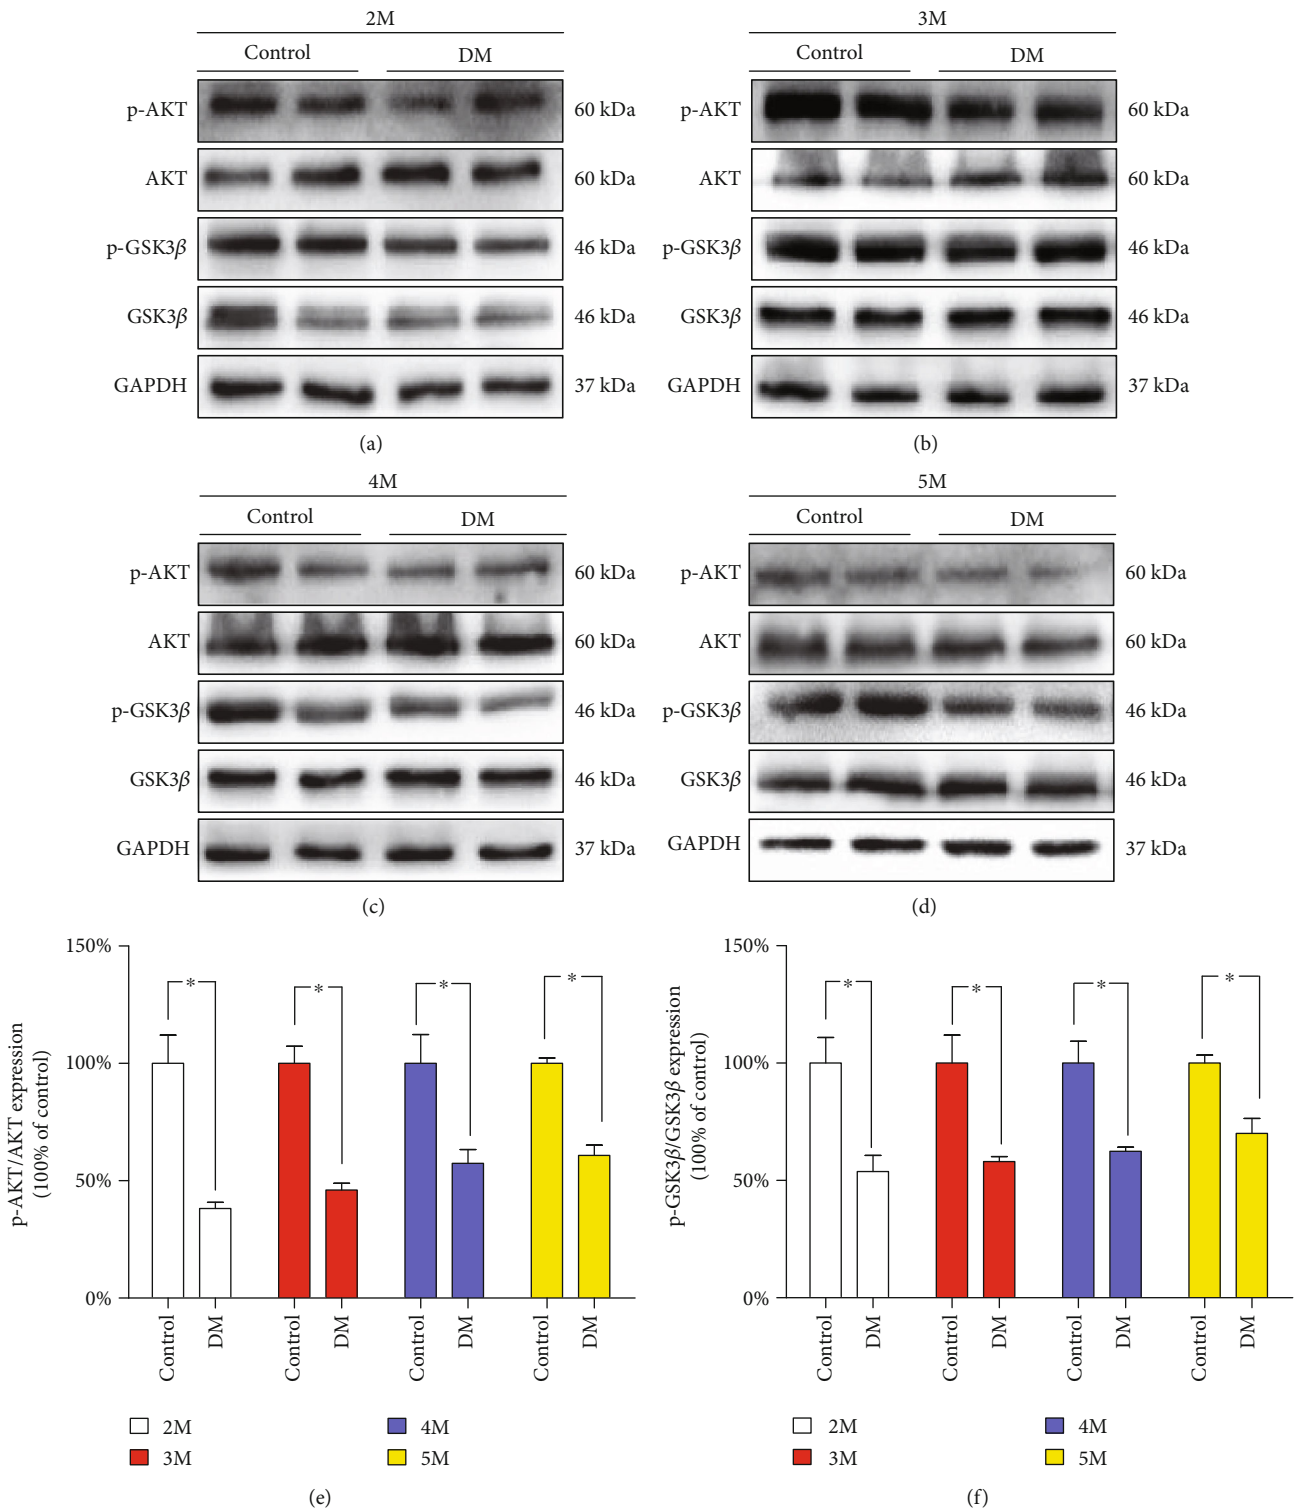 2M
Control DM
p-AKT 60 kDa
AKT 60 kDa
p-GSK3β 46 kDa
GSK3β 46 kDa
GAPDH 37 kDa
(a)
3M
Control DM
p-AKT 60 kDa
AKT 60 kDa
p-GSK3β 46 kDa
GSK3β 46 kDa
GAPDH 37 kDa
(b)
4M
Control DM
p-AKT 60 kDa
AKT 60 kDa
p-GSK3β 46 kDa
GSK3β 46 kDa
GAPDH 37 kDa
(c)
5M
Control DM
p-AKT 60 kDa
AKT 60 kDa
p-GSK3β 46 kDa
GSK3β 46 kDa
GAPDH 37 kDa
(d)
p-AKT/AKT expression
(100% of control)
150%
100%
50%
0%
* * * *
Control DM Control DM Control DM Control DM
2M 4M
3M 5M
(e)
p-GSK3β/GSK3β expression
(100% of control)
150%
100%
50%
0%
* * * *
Control DM Control DM Control DM Control DM
2M 4M
3M 5M
(f)